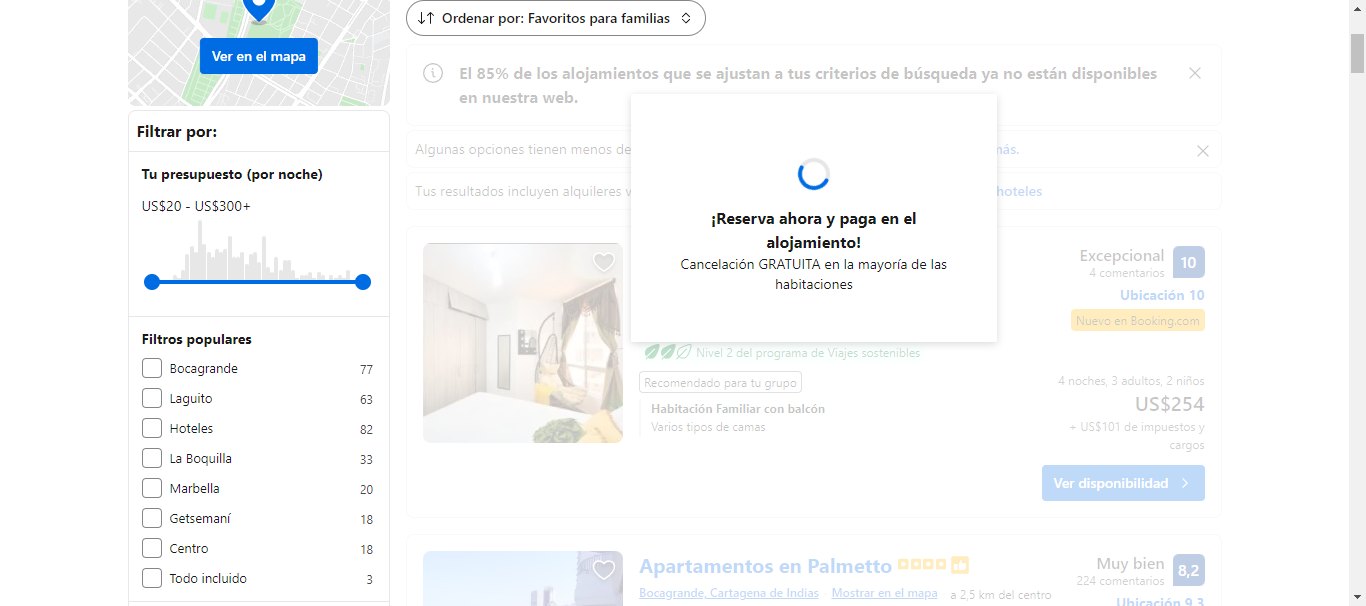 Ver en el mapa
Filtrar por:
Tu presupuesto (por noche)
US$20 - US$300+
Filtros populares
Bocagrande 77
Laguito 63
Hoteles 82
La Boquilla 33
Marbella 20
Getsemaní 18
Centro 18
Todo incluido 3
Ordenar por: Favoritos para familias
El 85% de los alojamientos que se ajustan a tus criterios de búsqueda ya no están disponibles
en nuestra web.
Algunas opciones tienen menos de
más.
Tus resultados incluyen alquileres v
hoteles
¡Reserva ahora y paga en el
alojamiento!
Cancelación GRATUITA en la mayoría de las
habitaciones
Excepcional 10
4 comentarios
Ubicación 10
Nuevo en Booking.com
Nivel 2 del programa de Viajes sostenibles
Recomendado para tu grupo
Habitación Familiar con balcón
Varios tipos de camas
4 noches, 3 adultos, 2 niños
US$254
+ US$101 de impuestos y
cargos
Ver disponibilidad
Apartamentos en Palmetto
Bocagrande, Cartagena de Indias Mostrar en el mapa a 2,5 km del centro
Muy bien 8,2
224 comentarios
Ubicación 9,3